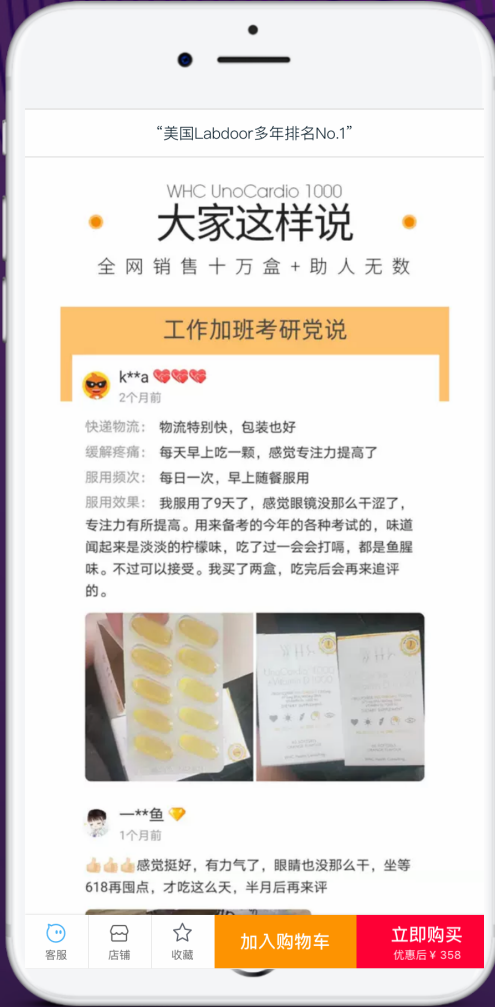 “美国Labdoor多年排名No.1”
WHC UnoCardio 1000
大家这样说
全网销售十万盒+助人无数
工作加班考研党说
k**a
2个月前
快递物流： 物流特别快，包装也好
缓解疼痛： 每天早上吃一颗，感觉专注力提高了
服用频次： 每日一次，早上随餐服用
服用效果： 我服用了9天了，感觉眼镜没那么干涩了，
专注力有所提高。用来备考的今年的各种考试的，味道
闻起来是淡淡的柠檬味，吃了过一会会打嗝，都是鱼腥
味。不过可以接受。我买了两盒，吃完后会再来追评
的。
一**鱼
1个月前
👍🏻👍🏻👍🏻感觉挺好，有力气了，眼睛也没那么干，坐等
618再囤点，才吃这么天，半月后再来评
客服
店铺
收藏
加入购物车
立即购买
优惠后￥358